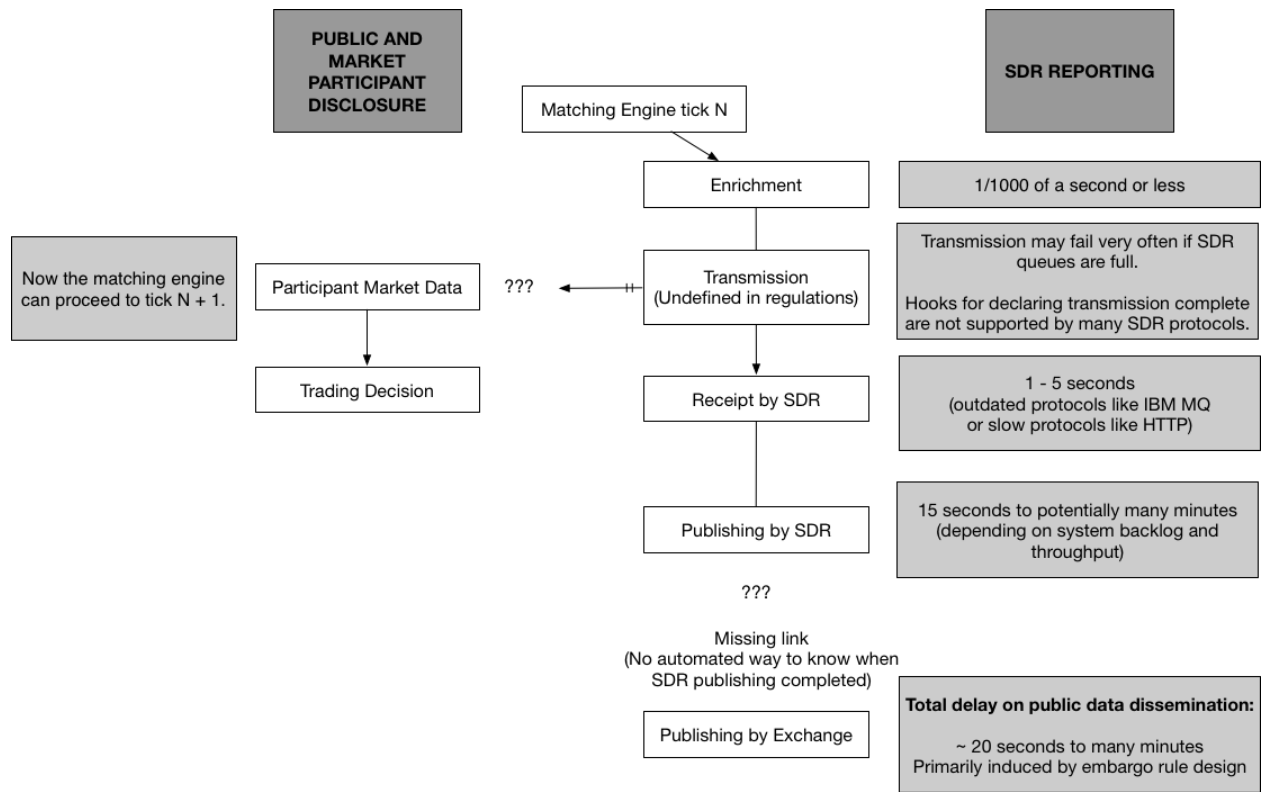 PUBLIC AND
MARKET
PARTICIPANT
DISCLOSURE
SDR REPORTING
Matching Engine tick N
Enrichment
1/1000 of a second or less
Now the matching engine
can proceed to tick N + 1.
Participant Market Data
???
Transmission
(Undefined in regulations)
Transmission may fail very often if SDR
queues are full.
Hooks for declaring transmission complete
are not supported by many SDR protocols.
Trading Decision
Receipt by SDR
1 - 5 seconds
(outdated protocols like IBM MQ
or slow protocols like HTTP)
Publishing by SDR
15 seconds to potentially many minutes
(depending on system backlog and
throughput)
???
Missing link
(No automated way to know when
SDR publishing completed)
Publishing by Exchange
Total delay on public data dissemination:
~ 20 seconds to many minutes
Primarily induced by embargo rule design